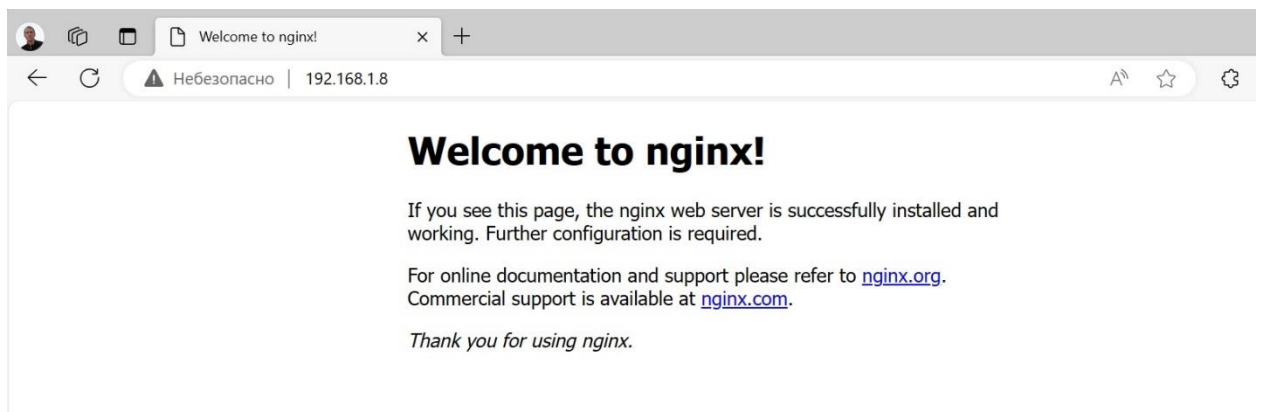 Welcome to nginx!
Небезопасно | 192.168.1.8
Welcome to nginx!
If you see this page, the nginx web server is successfully installed and
working. Further configuration is required.
For online documentation and support please refer to nginx.org.
Commercial support is available at nginx.com.
Thank you for using nginx.